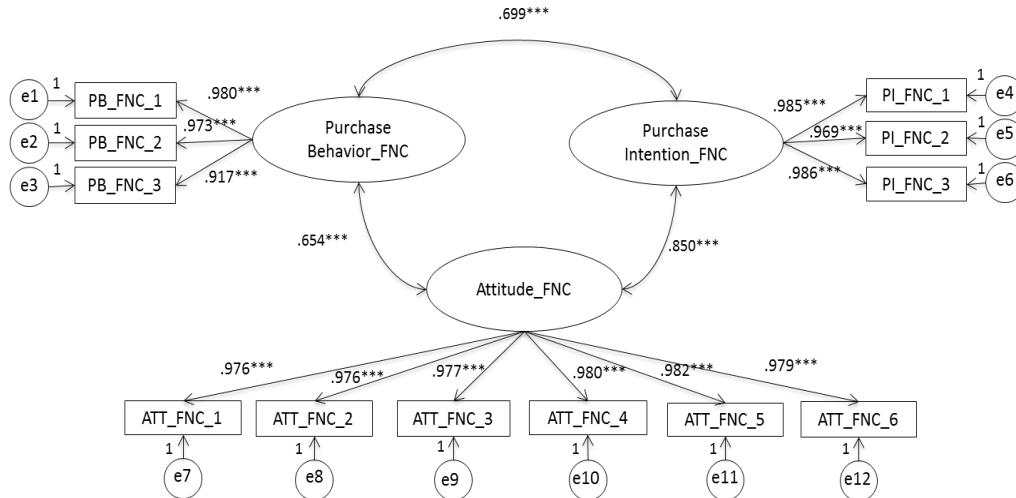 .699***
e1
1
PB_FNC_1
.980***
e2
1
PB_FNC_2
.973***
e3
1
PB_FNC_3
.917***
Purchase
Behavior_FNC
Purchase
Intention_FNC
.985***
PI_FNC_1
1
e4
.969***
PI_FNC_2
1
e5
.986***
PI_FNC_3
1
e6
.654***
.850***
Attitude_FNC
.976***
.976***
.977***
.980***
.982***
.979***
ATT_FNC_1
ATT_FNC_2
ATT_FNC_3
ATT_FNC_4
ATT_FNC_5
ATT_FNC_6
1
1
1
1
1
1
e7
e8
e9
e10
e11
e12